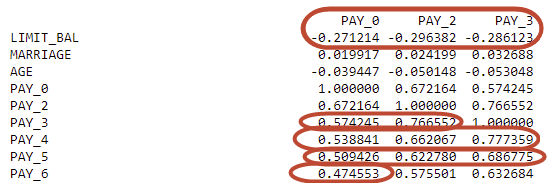 PAY_0 PAY_2 PAY_3
LIMIT_BAL -0.271214 -0.296382 -0.286123
MARRIAGE 0.019917 0.024199 0.032688
AGE -0.039447 -0.050148 -0.053048
PAY_0 1.000000 0.672164 0.574245
PAY_2 0.672164 1.000000 0.766552
PAY_3 0.574245 0.766552 1.000000
PAY_4 0.538841 0.662067 0.777359
PAY_5 0.509426 0.622780 0.686775
PAY_6 0.474553 0.575501 0.632684